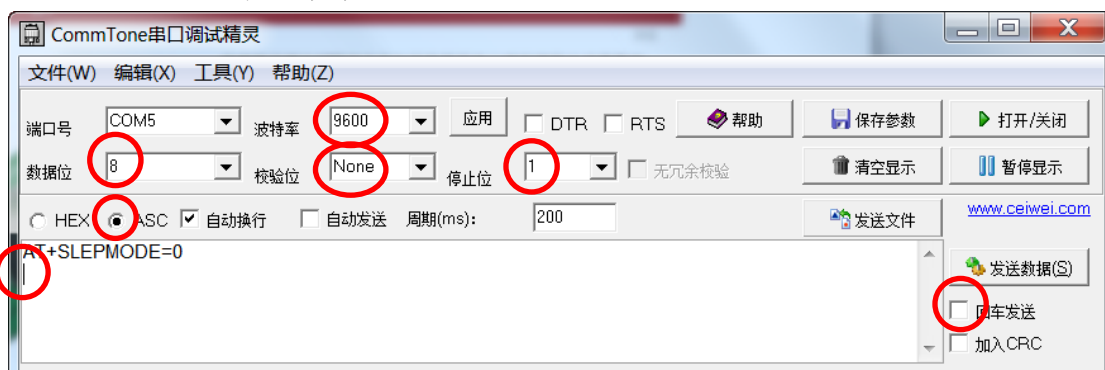 CommTone串口调试精灵
文件(W) 编辑(X) 工具(Y) 帮助(Z)
端口号 COM5 波特率 9600 应用 DTR RTS 帮助 保存参数 打开/关闭
数据位 8 校验位 None 停止位 1 无冗余校验 清空显示 暂停显示
HEX ASC 自动换行 自动发送 周期(ms): 200 发送文件 www.ceiwei.com
AT+SLEPMODE=0
发送数据(S)
回车发送
加入CRC